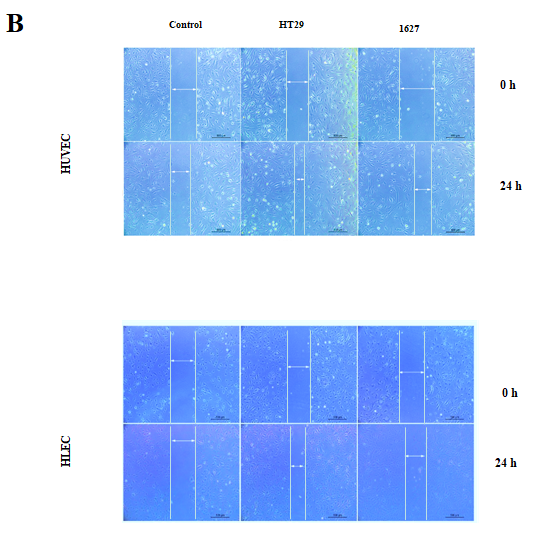 B
Control HT29 1627
0 h
HUVEC
24 h
0 h
HLEC
24 h